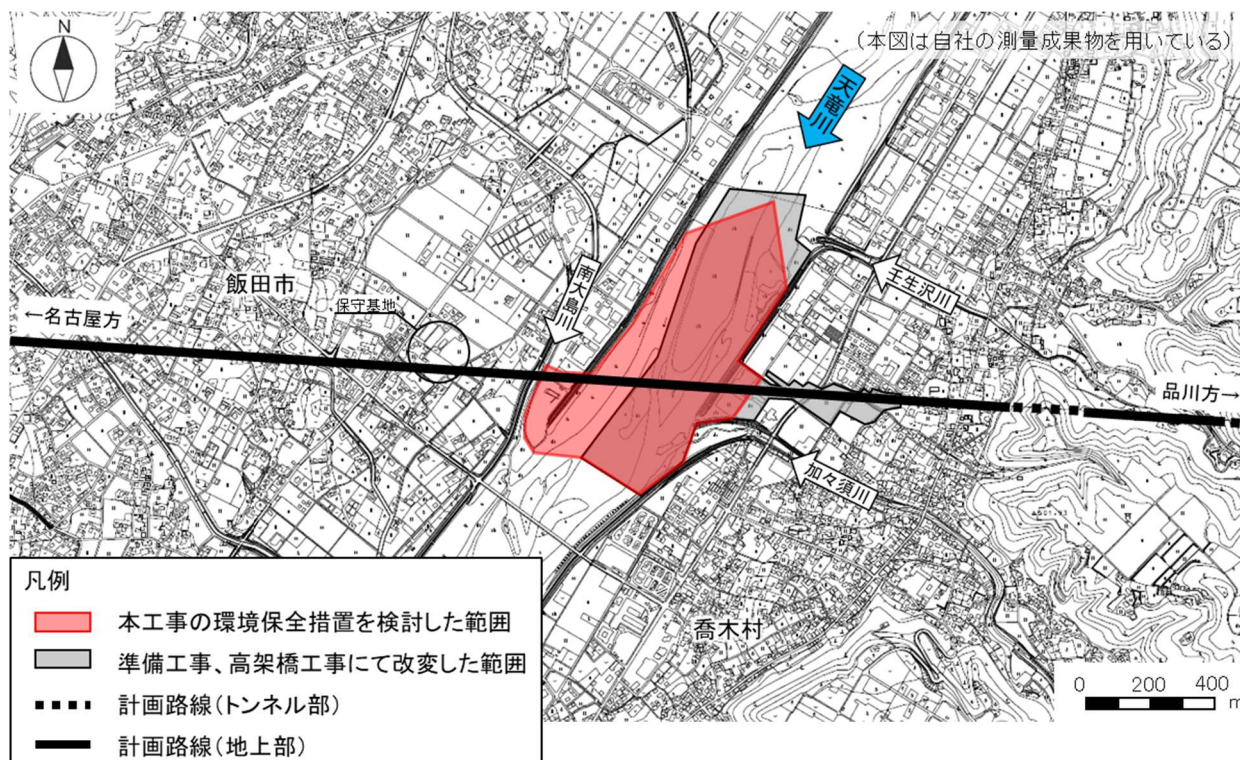 N
(本図は自社の測量成果物を用いている)
天竜川
飯田市
南大島川
壬生沢川
保守基地
←名古屋方
品川方→
加々須川
喬木村
凡例
本工事の環境保全措置を検討した範囲
準備工事、高架橋工事にて改変した範囲
計画路線(トンネル部)
計画路線(地上部)
0 200 400
m